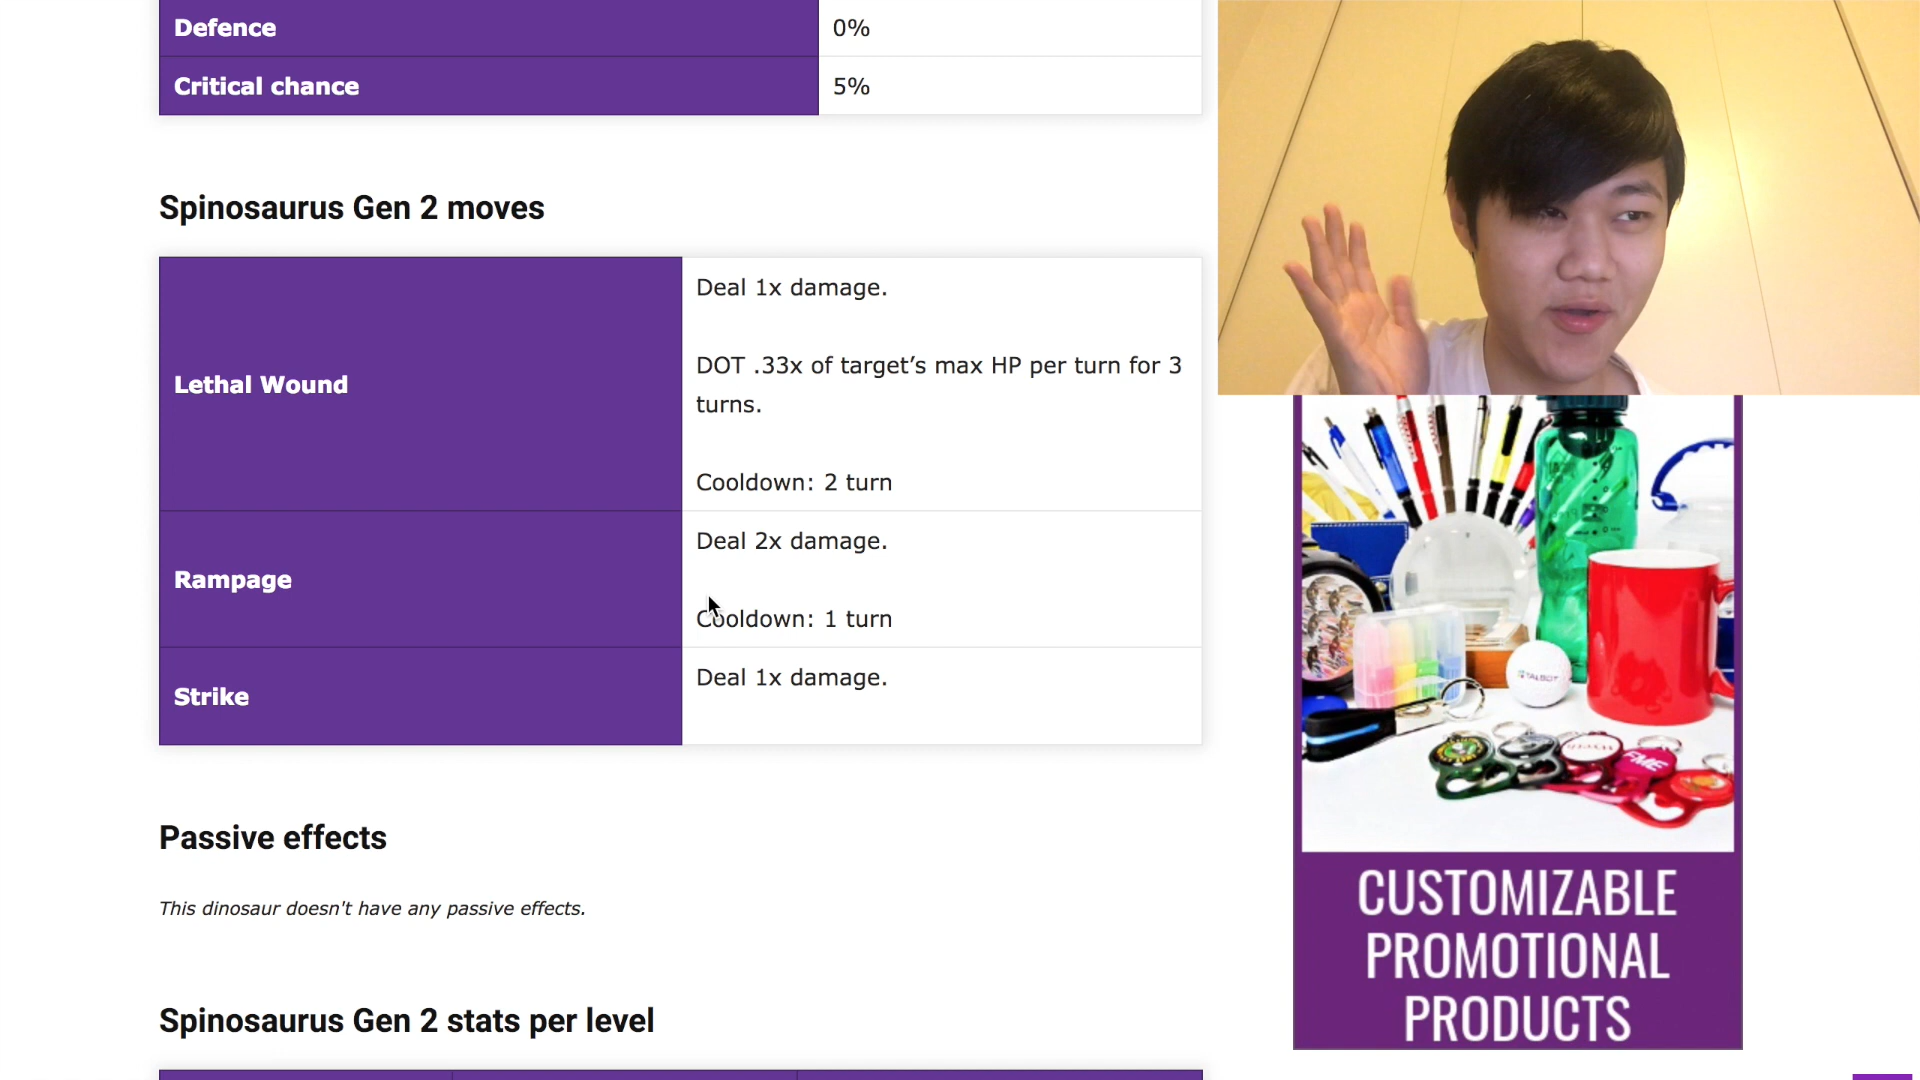 Defence
0%
Critical chance
5%
Spinosaurus Gen 2 moves
Lethal Wound
Deal 1x damage.
DOT .33x of target’s max HP per turn for 3
turns.
Cooldown: 2 turn
Rampage
Deal 2x damage.
Cooldown: 1 turn
Strike
Deal 1x damage.
Passive effects
This dinosaur doesn't have any passive effects.
Spinosaurus Gen 2 stats per level
TALBOT
FME
CUSTOMIZABLE
PROMOTIONAL
PRODUCTS